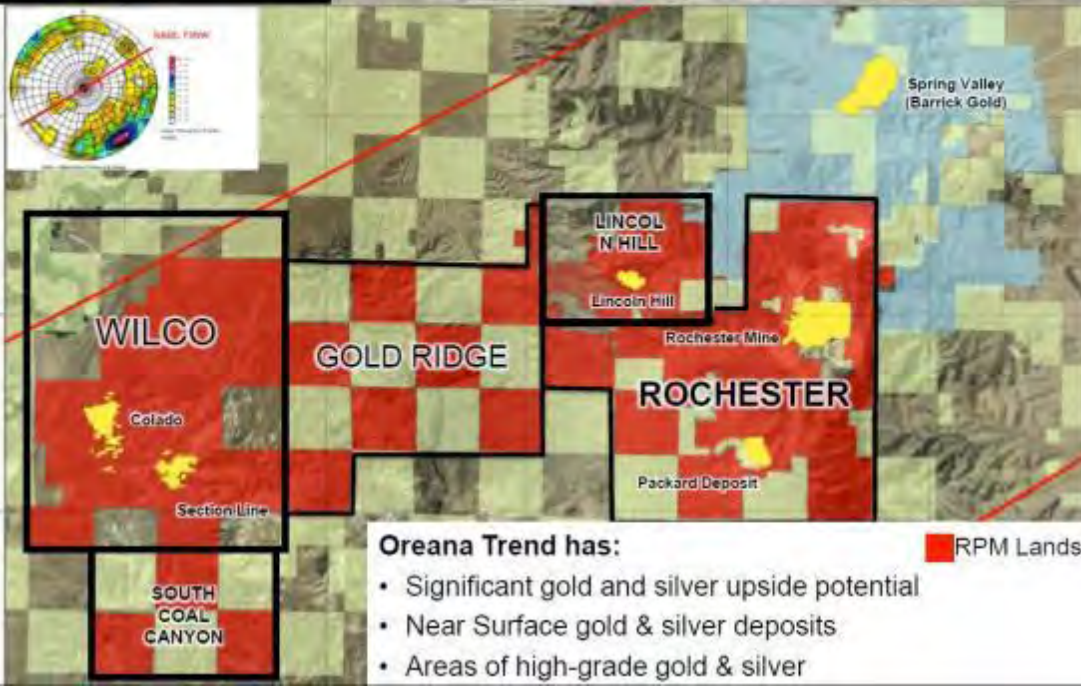 Spring Valley
(Barrick Gold)
LINCOL
N HILL
Lincoln Hill
WILCO
GOLD RIDGE
Rochester Mine
ROCHESTER
Colado
Packard Deposit
Section Line
SOUTH
COAL
CANYON
Oreana Trend has:
RPM Lands
• Significant gold and silver upside potential
• Near Surface gold & silver deposits
• Areas of high-grade gold & silver